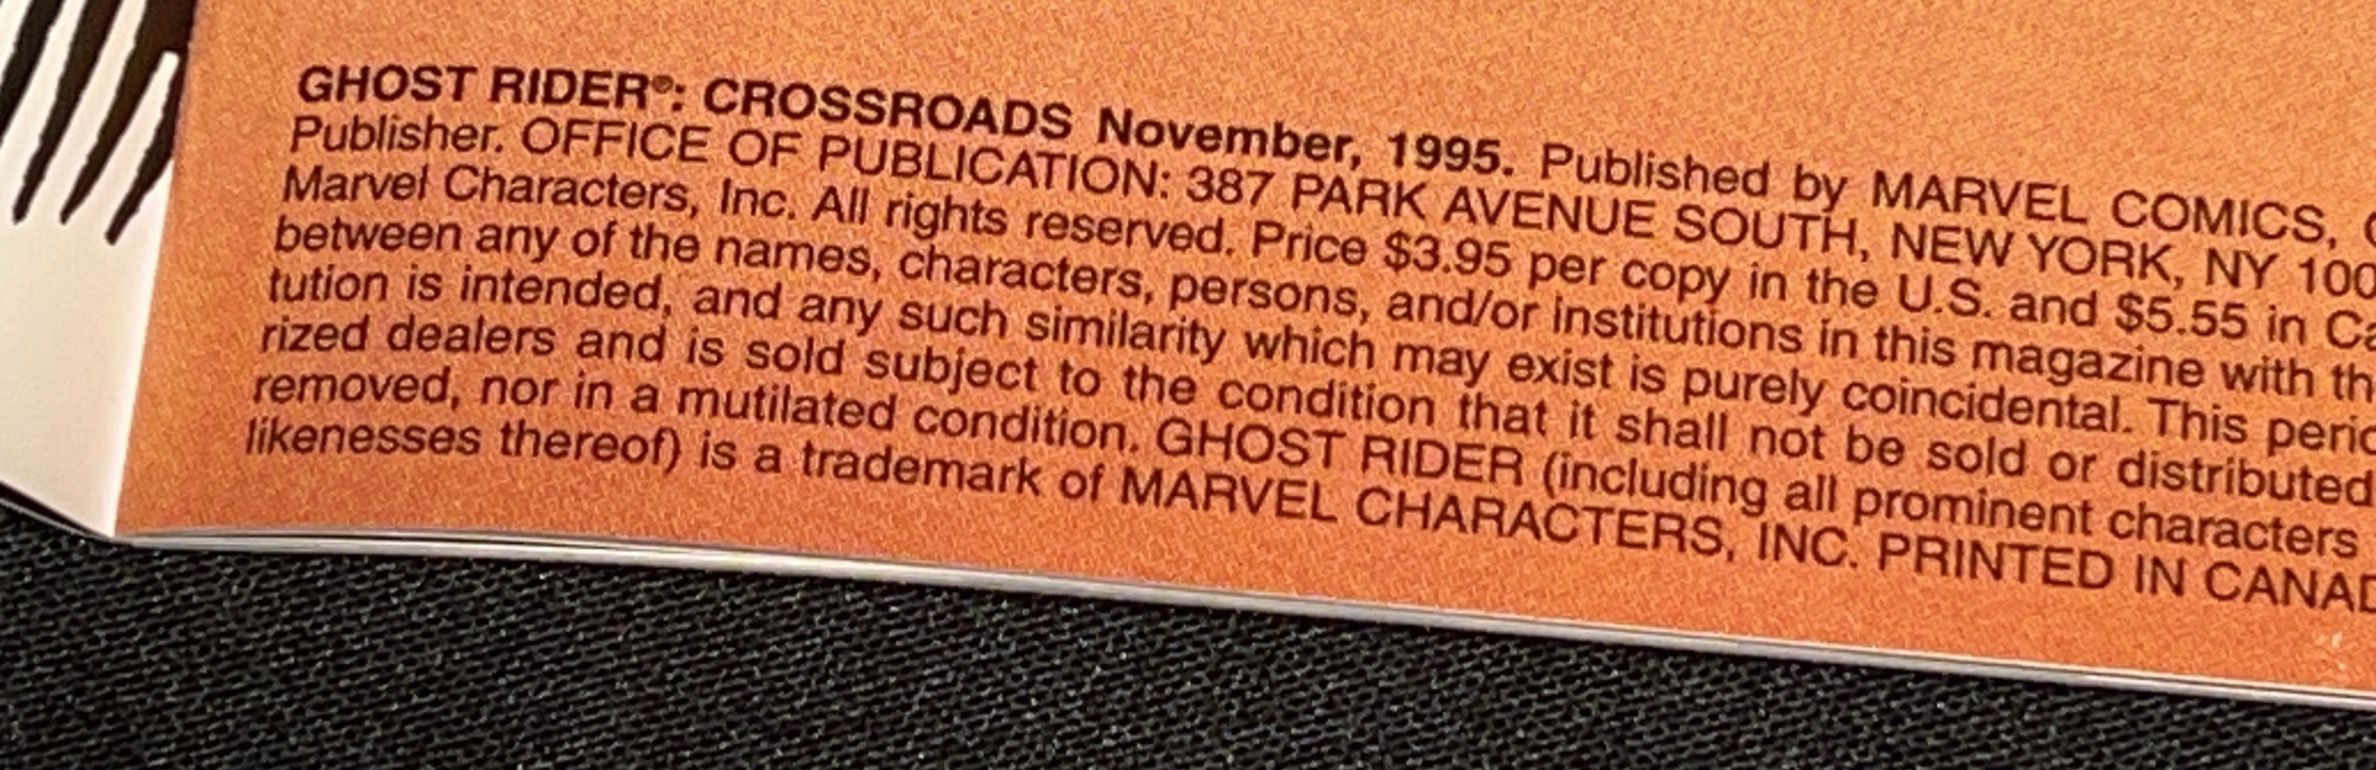 GHOST RIDER®: CROSSROADS November, 1995. Published by MARVEL COMICS,
Publisher. OFFICE OF PUBLICATION: 387 PARK AVENUE SOUTH, NEW YORK, NY 100
Marvel Characters, Inc. All rights reserved. Price $3.95 per copy in the U.S. and $5.55 in Ca
between any of the names, characters, persons, and/or institutions in this magazine with th
tution is intended, and any such similarity which may exist is purely coincidental. This perio
rized dealers and is sold subject to the condition that it shall not be sold or distributed
removed, nor in a mutilated condition. GHOST RIDER (including all prominent characters
likenesses thereof) is a trademark of MARVEL CHARACTERS, INC. PRINTED IN CANAD